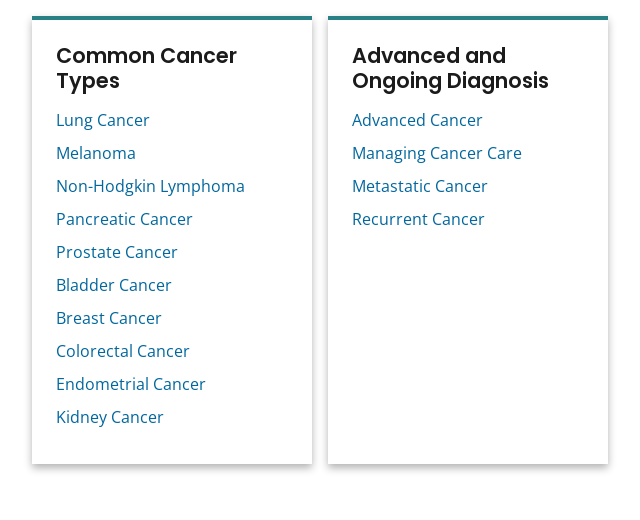 Common Cancer
Types
Lung Cancer
Melanoma
Non-Hodgkin Lymphoma
Pancreatic Cancer
Prostate Cancer
Bladder Cancer
Breast Cancer
Colorectal Cancer
Endometrial Cancer
Kidney Cancer
Advanced and
Ongoing Diagnosis
Advanced Cancer
Managing Cancer Care
Metastatic Cancer
Recurrent Cancer